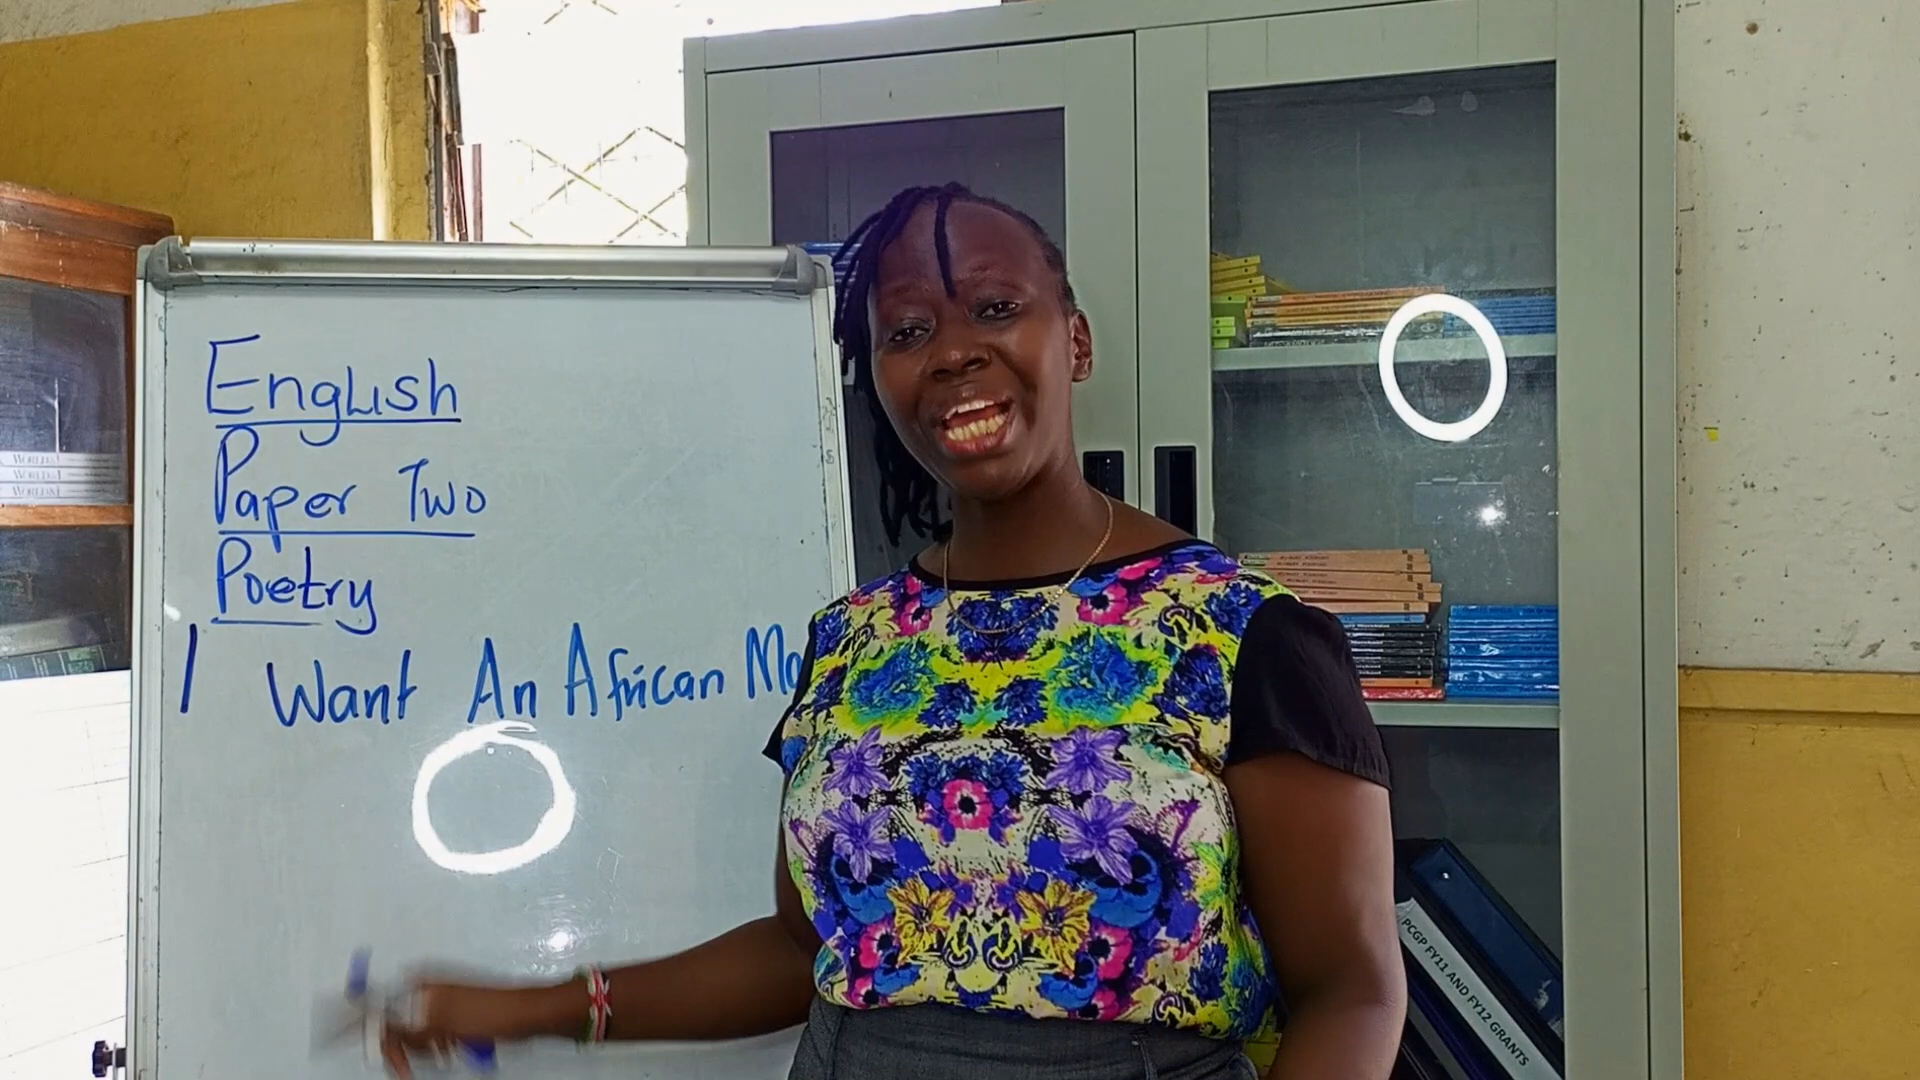 English
Paper Two
Poetry
I Want An African Ma
PCGP FY11 AND FY12 GRANTS